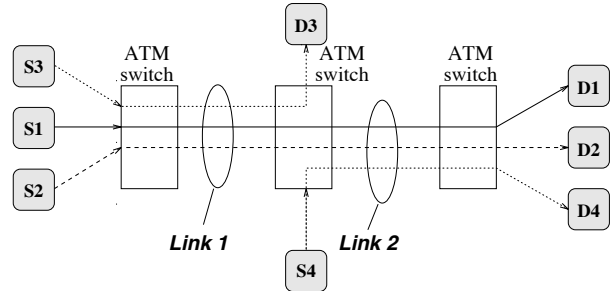 D3
ATM
switch
ATM
switch
ATM
switch
S3
D1
S1
D2
S2
D4
Link 1
Link 2
S4